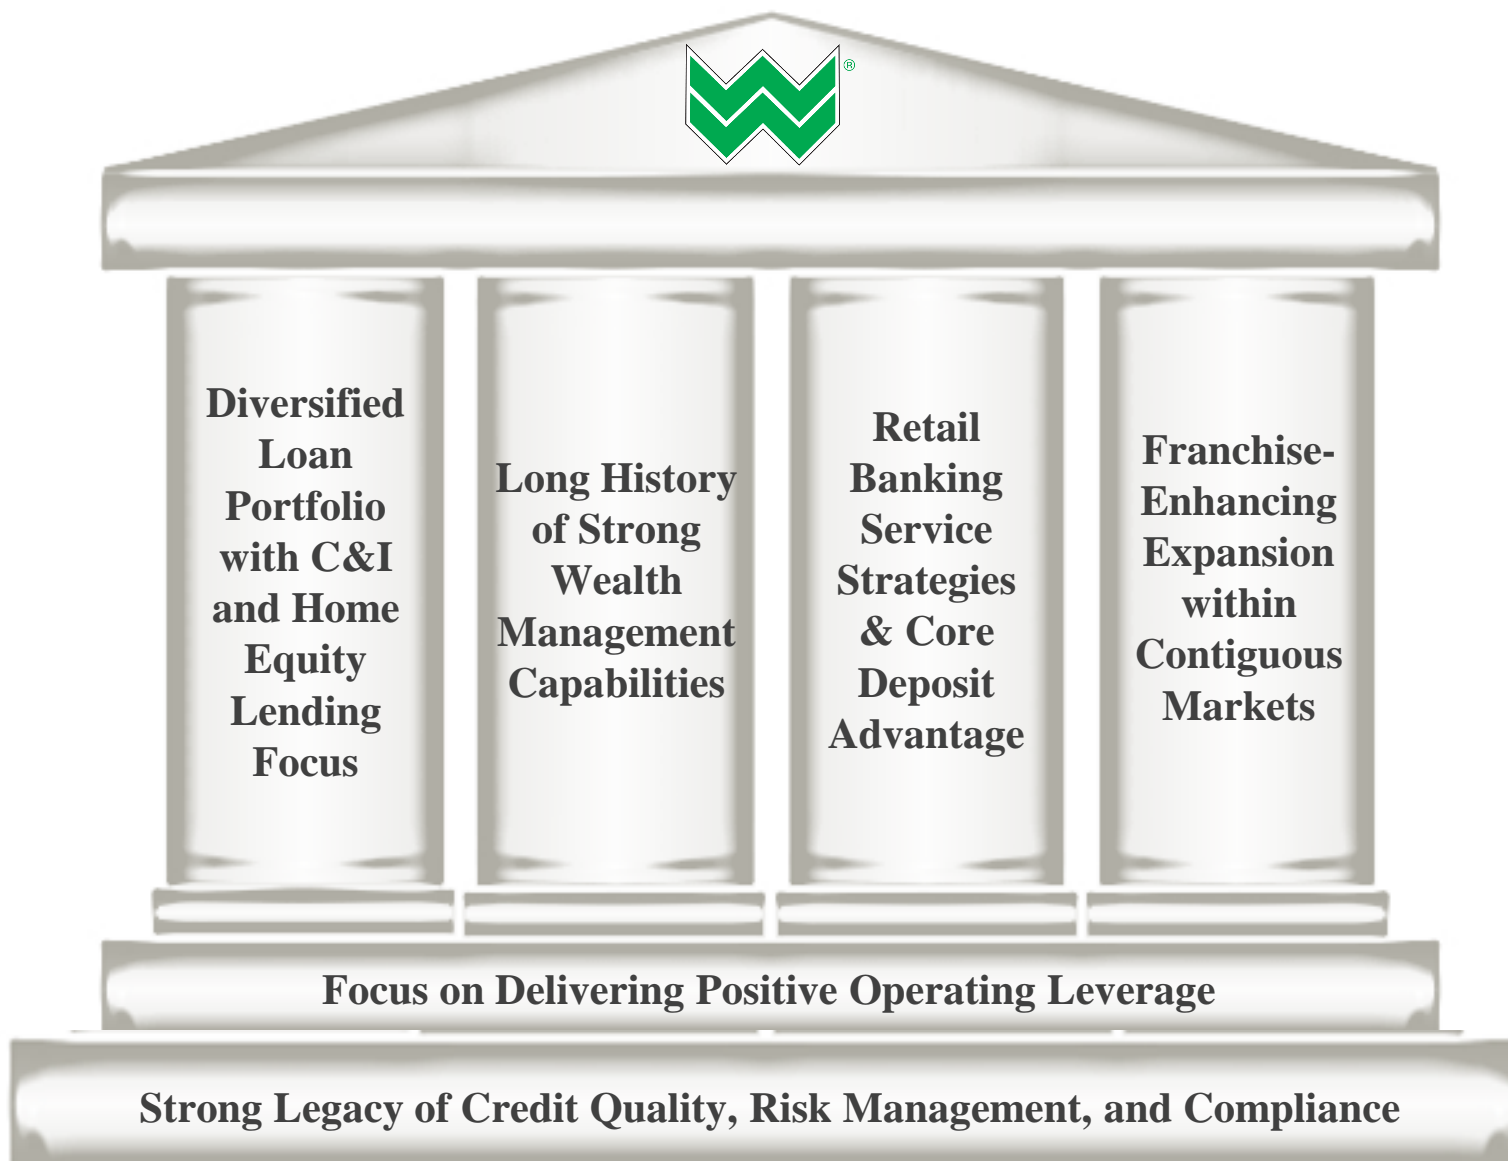 ®
Diversified
Loan
Portfolio
with C&I
and Home
Equity
Lending
Focus
Long History
of Strong
Wealth
Management
Capabilities
Retail
Banking
Service
Strategies
& Core
Deposit
Advantage
Franchise-
Enhancing
Expansion
within
Contiguous
Markets
Focus on Delivering Positive Operating Leverage
Strong Legacy of Credit Quality, Risk Management, and Compliance